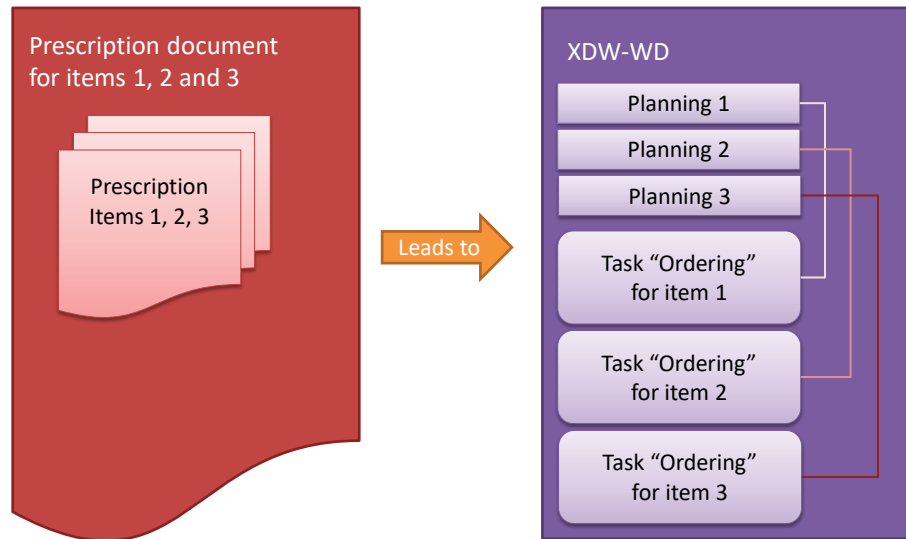 Prescription document
for items 1, 2 and 3
Prescription
Items 1, 2, 3
Leads to
XDW-WD
Planning 1
Planning 2
Planning 3
Task “Ordering”
for item 1
Task “Ordering”
for item 2
Task “Ordering”
for item 3